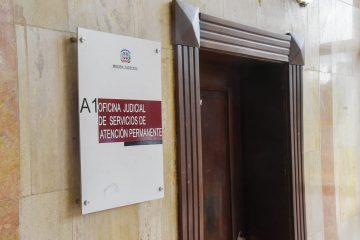 A1
OFICINA JUDICIAL
DE SERVICIOS DE
ATENCIÓN PERMANENTE